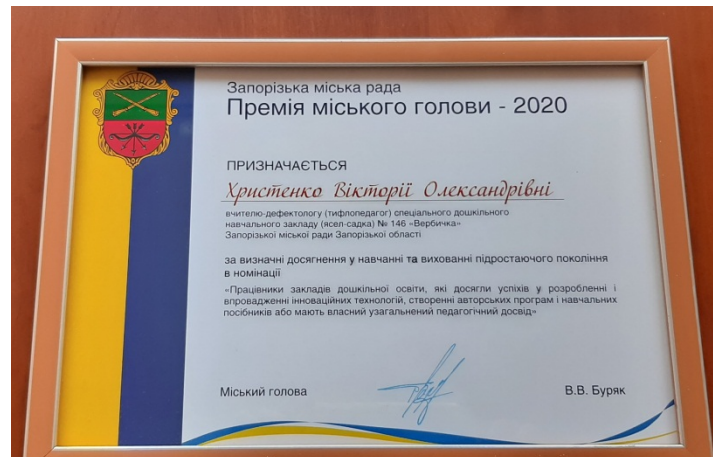 Запорізька міська рада
Премія міського голови - 2020
ПРИЗНАЧАЄТЬСЯ
Христенко Вікторії Олександрівні
вчителю-дефектологу (тифлопедагог) спеціального дошкільного
навчального закладу (ясел-садка) № 146 «Вербичка»
Запорізької міської ради Запорізької області
за визначні досягнення у навчанні та вихованні підростаючого покоління
в номінації
«Працівники закладів дошкільної освіти, які досягли успіхів у розробленні і
впровадженні інноваційних технологій, створенні авторських програм і навчальних
посібників або мають власний узагальнений педагогічний досвід»
Міський голова
В.В. Буряк